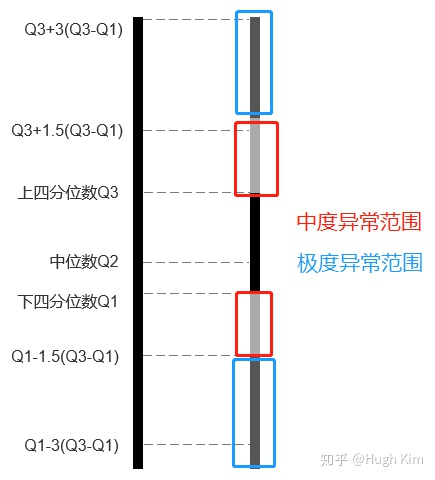 Q3+3(Q3-Q1)
Q3+1.5(Q3-Q1)
上四分位数Q3
中度异常范围
中位数Q2
极度异常范围
下四分位数Q1
Q1-1.5(Q3-Q1)
Q1-3(Q3-Q1)
知乎 @Hugh Kim